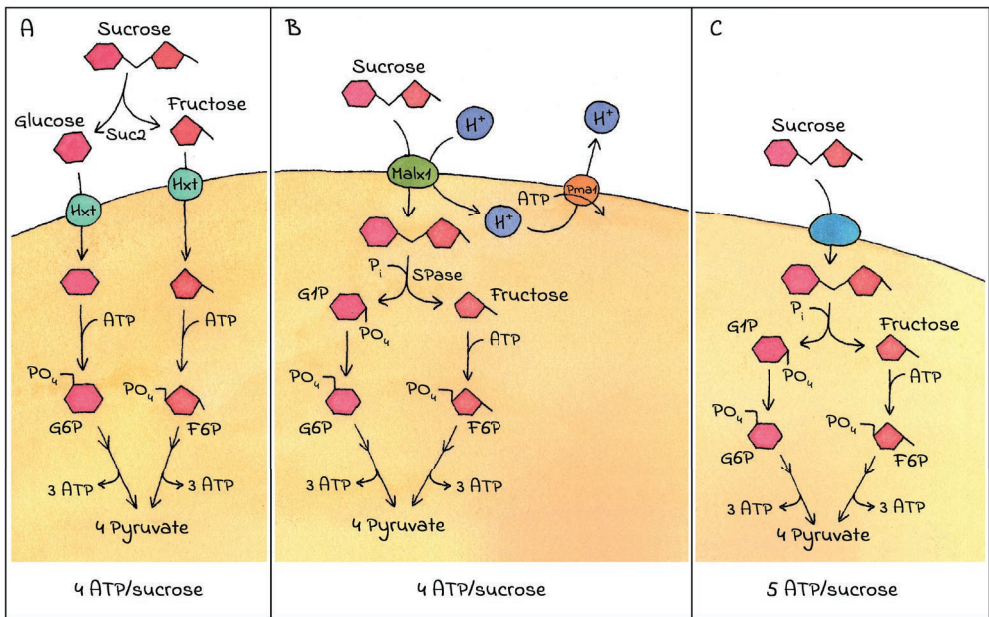 A
Sucrose
Glucose
Fructose
Suc2
Hxt
Hxt
ATP
ATP
PO4
PO4
G6P
F6P
3 ATP
3 ATP
4 Pyruvate
4 ATP/sucrose
B
Sucrose
H+
H+
Malx1
Pma1
ATP
H+
Pi
SPase
G1P
Fructose
PO4
ATP
PO4
PO4
G6P
F6P
3 ATP
3 ATP
4 Pyruvate
4 ATP/sucrose
C
Sucrose
Pi
G1P
Fructose
PO4
ATP
PO4
PO4
G6P
F6P
3 ATP
3 ATP
4 Pyruvate
5 ATP/sucrose